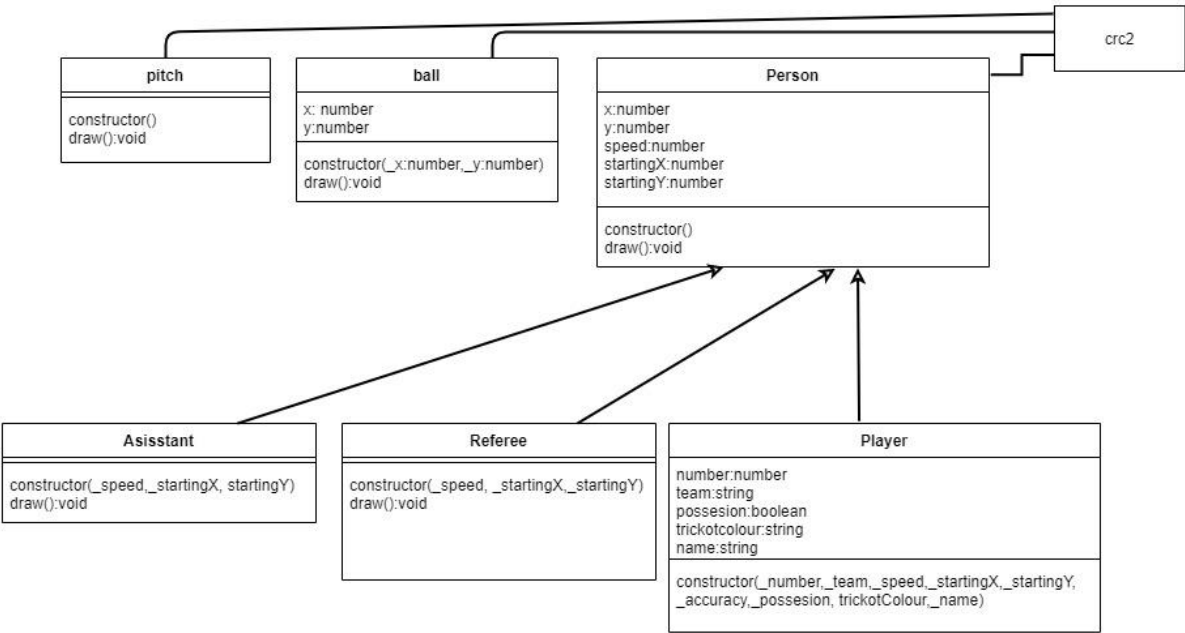 crc2
pitch
constructor()
draw():void
ball
x: number
y:number
constructor(_x:number,_y:number)
draw():void
Person
x:number
y:number
speed:number
startingX:number
startingY:number
constructor()
draw():void
Asisstant
constructor(_speed,_startingX, startingY)
draw():void
Referee
constructor(_speed, _startingX,_startingY)
draw():void
Player
number:number
team:string
possesion:boolean
trickotcolour:string
name:string
constructor(_number,_team,_speed,_startingX,_startingY,
_accuracy,_possesion, trickotColour,_name)